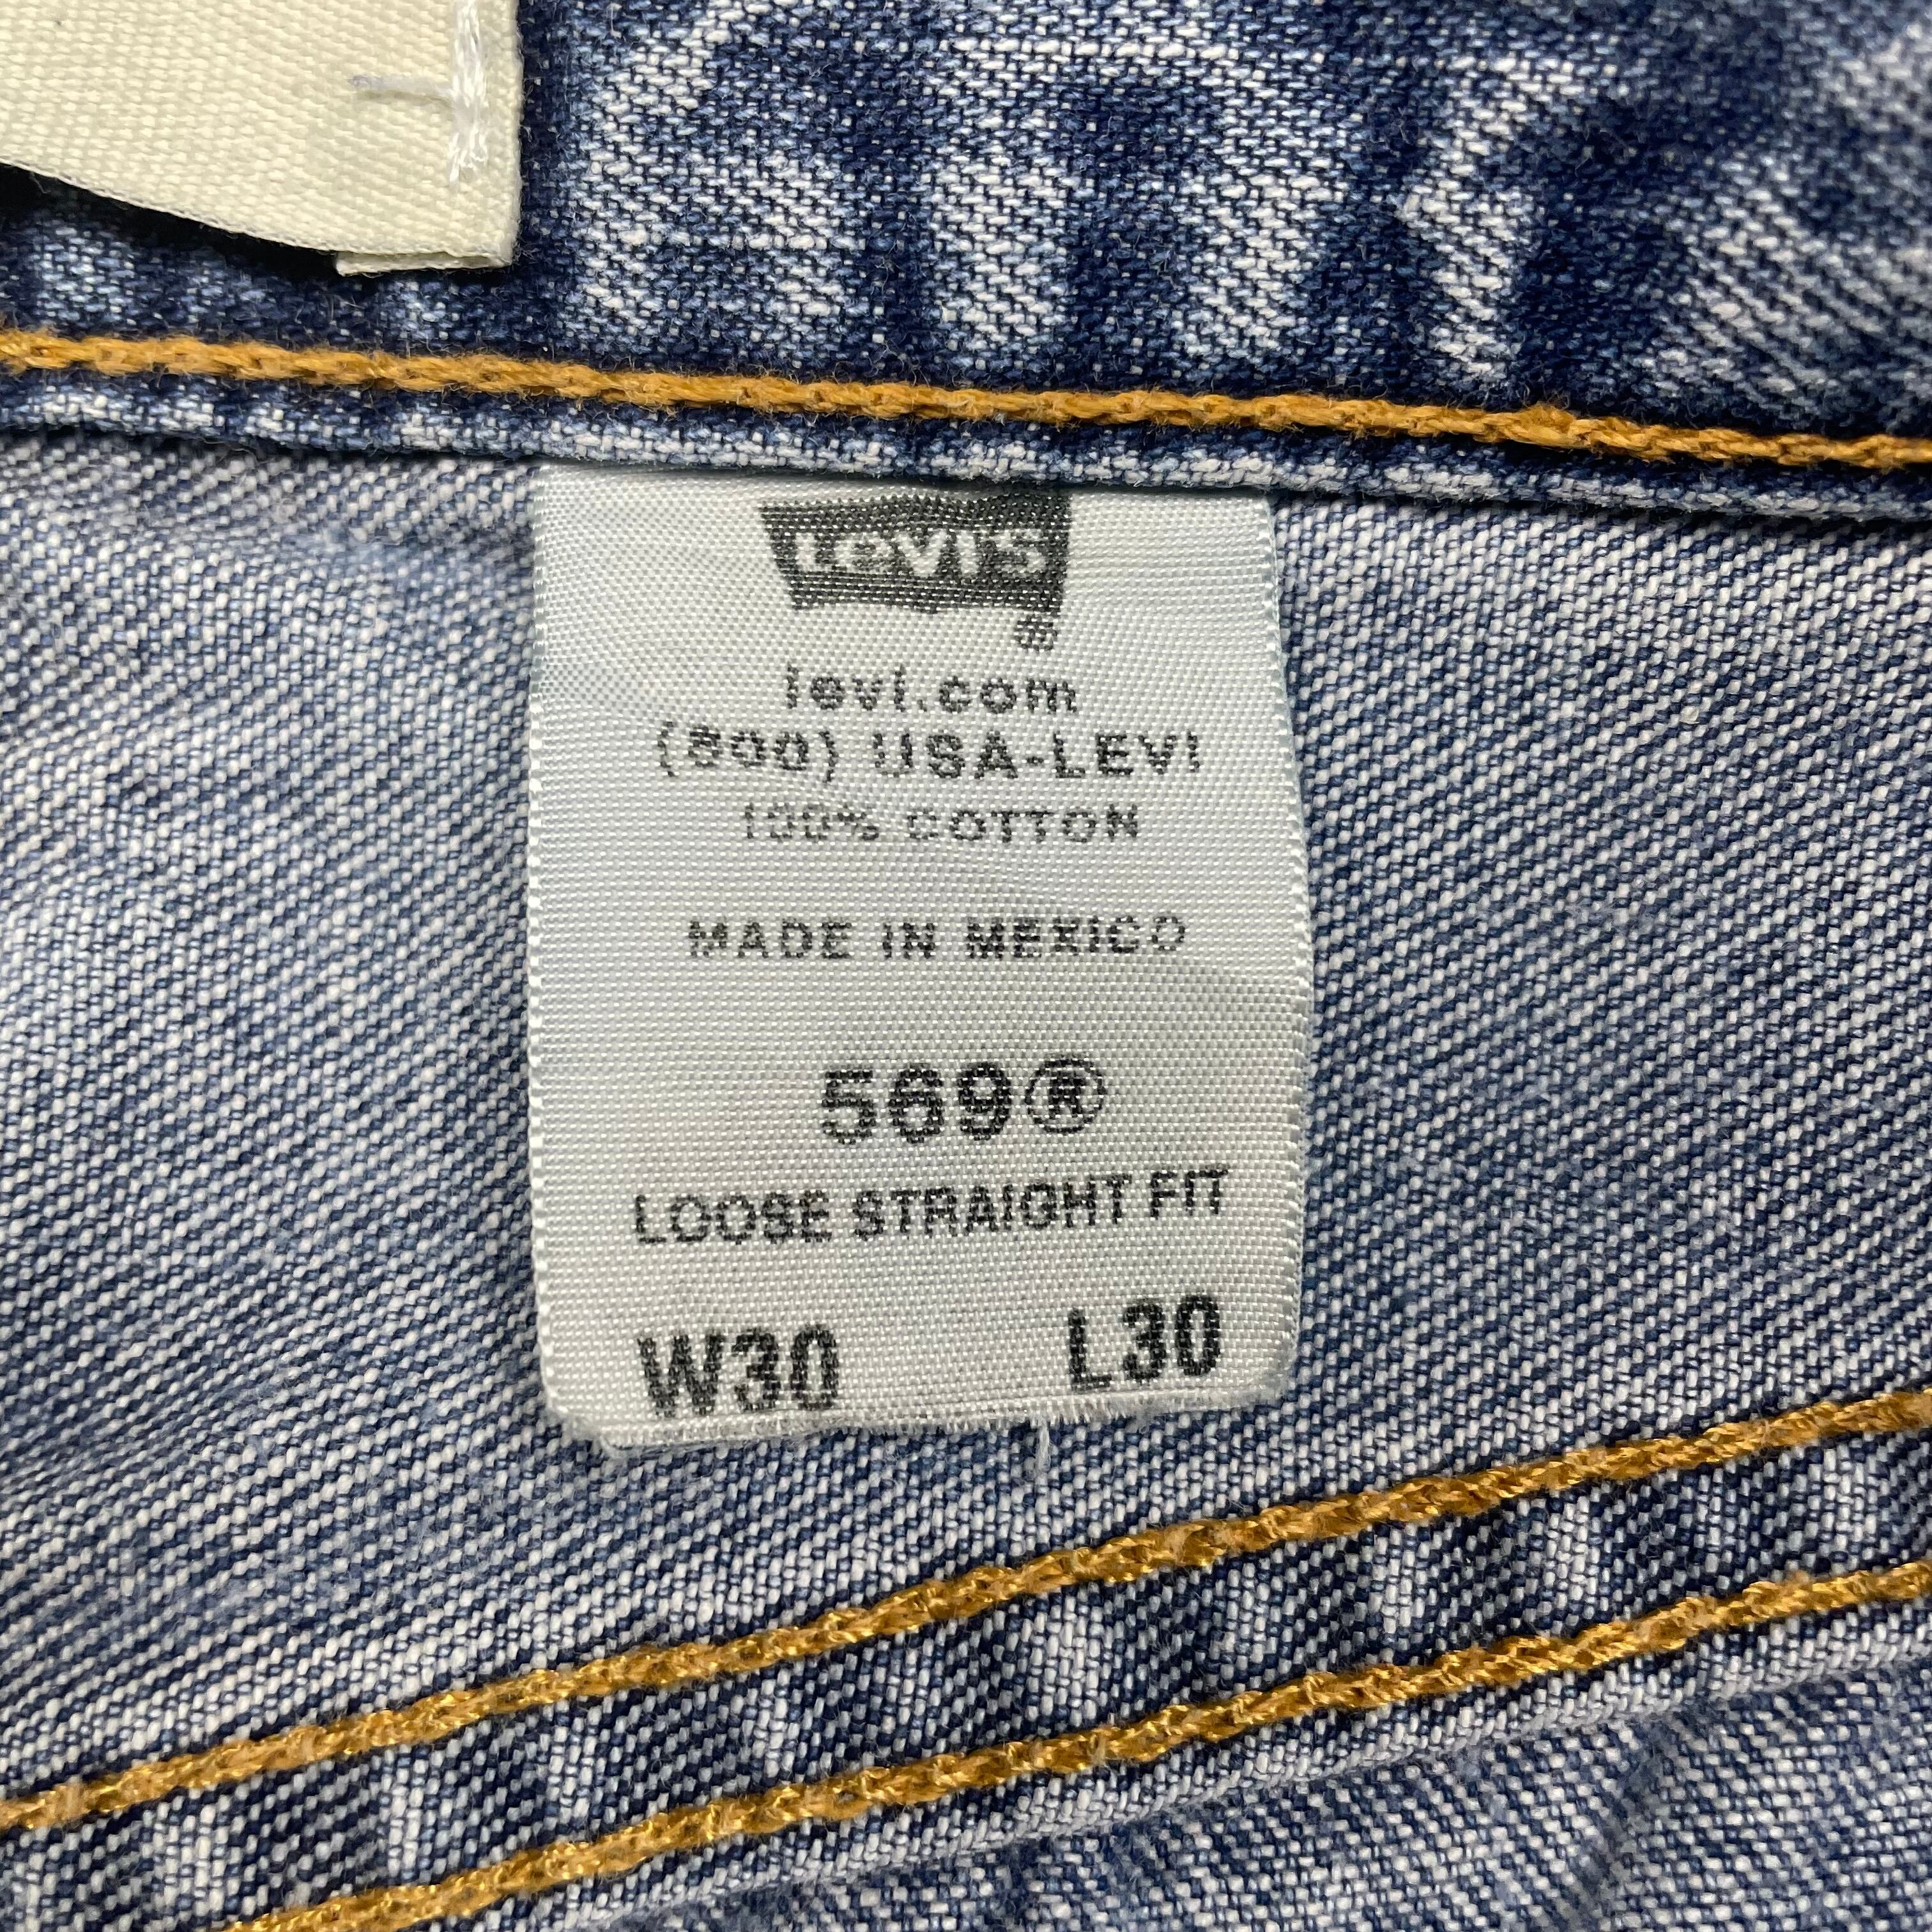 Levi's
®
levi.com
(800) USA-LEVI
100% COTTON
MADE IN MEXICO
569®
LOOSE STRAIGHT FIT
W30 L30